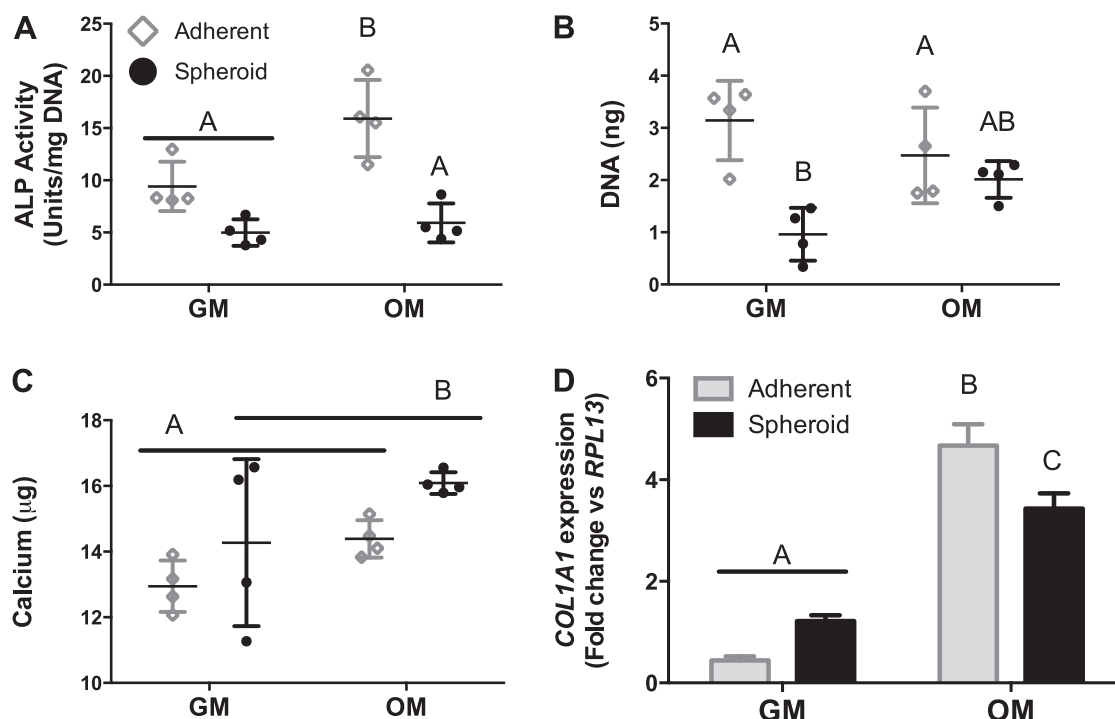 A
ALP Activity
(Units/mg DNA)
25
20
15
10
5
0
Adherent
Spheroid
A
B
A
GM
OM
B
DNA (ng)
5
4
3
2
1
0
A
B
A
AB
GM
OM
C
Calcium (μg)
18
16
14
12
10
A
B
GM
OM
D
COL1A1 expression
(Fold change vs RPL13)
6
4
2
0
Adherent
Spheroid
A
B
C
GM
OM